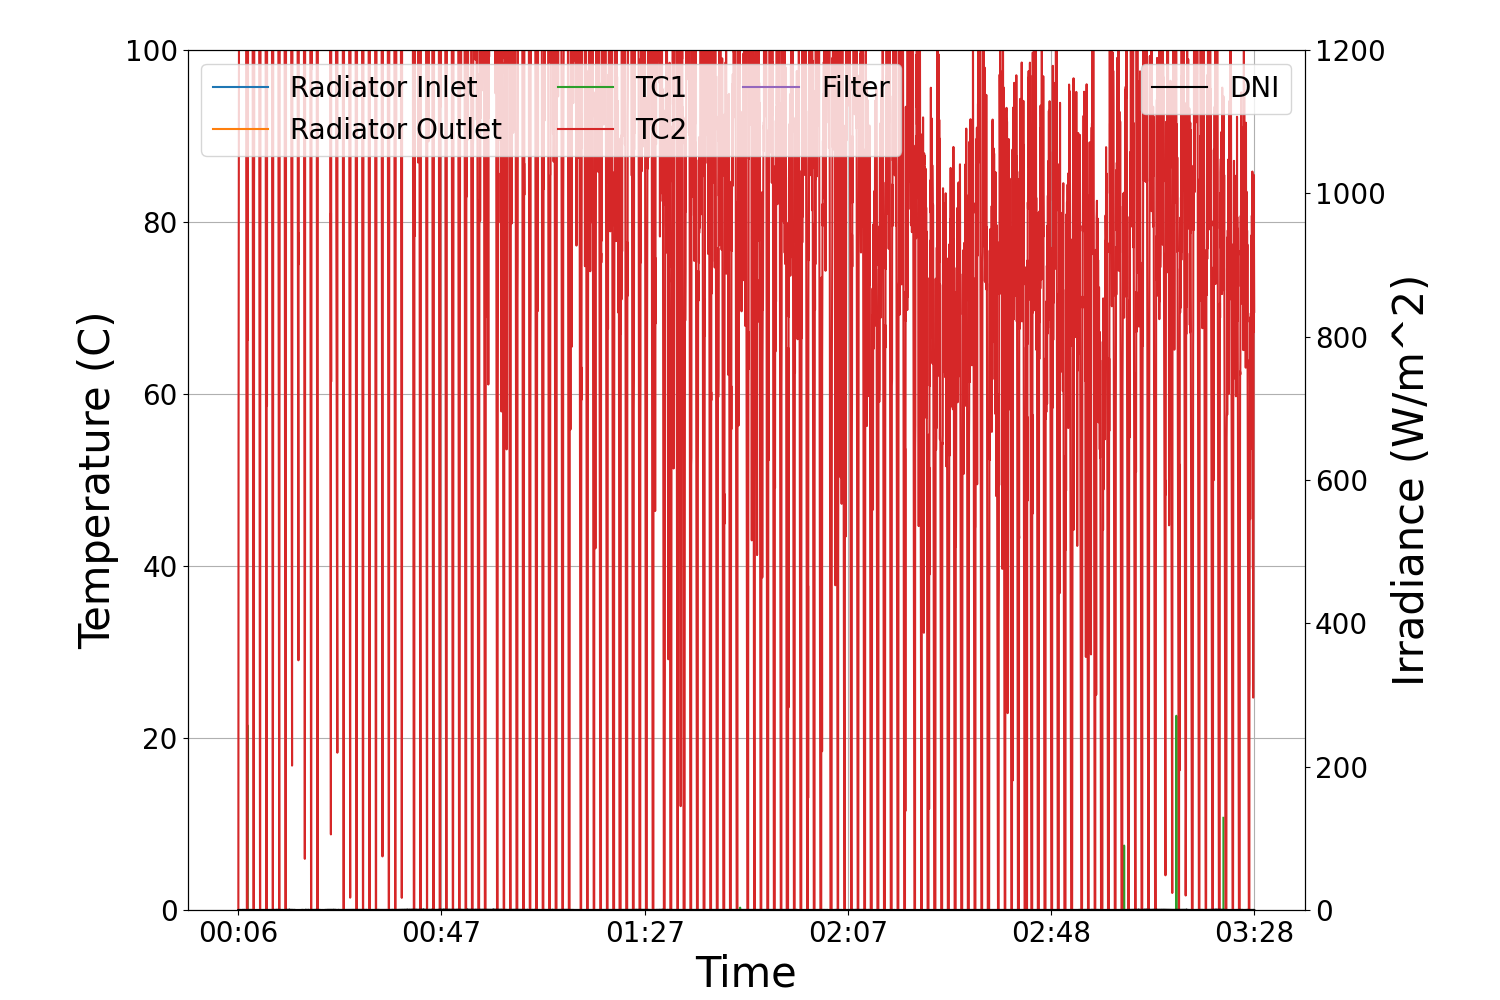 100
80
60
40
20
0
Temperature (C)
Radiator Inlet
Radiator Outlet
TC1
TC2
Filter
DNI
1200
1000
800
600
400
200
0
Irradiance (W/m^2)
00:06
00:47
01:27
02:07
02:48
03:28
Time